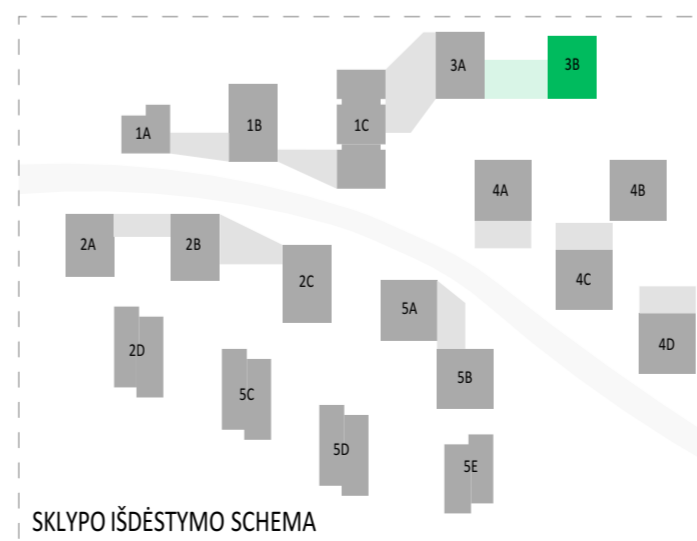 3A
3B
1A
1B
1C
4A
4B
2A
2B
2C
4C
5A
2D
4D
5B
5C
5D
5E
SKLYPO IŠDĖSTYMO SCHEMA